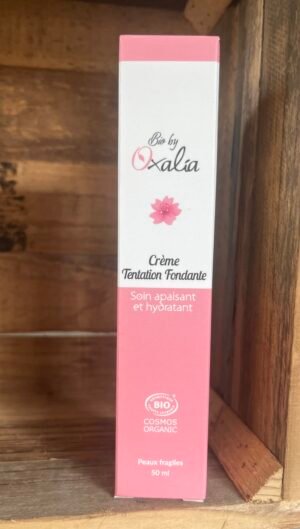 Bio by
Oxalia
Crème
Tentation Fondante
Soin apaisant
et hydratant
BIO
COSMOS
ORGANIC
Peaux fragiles
50 ml